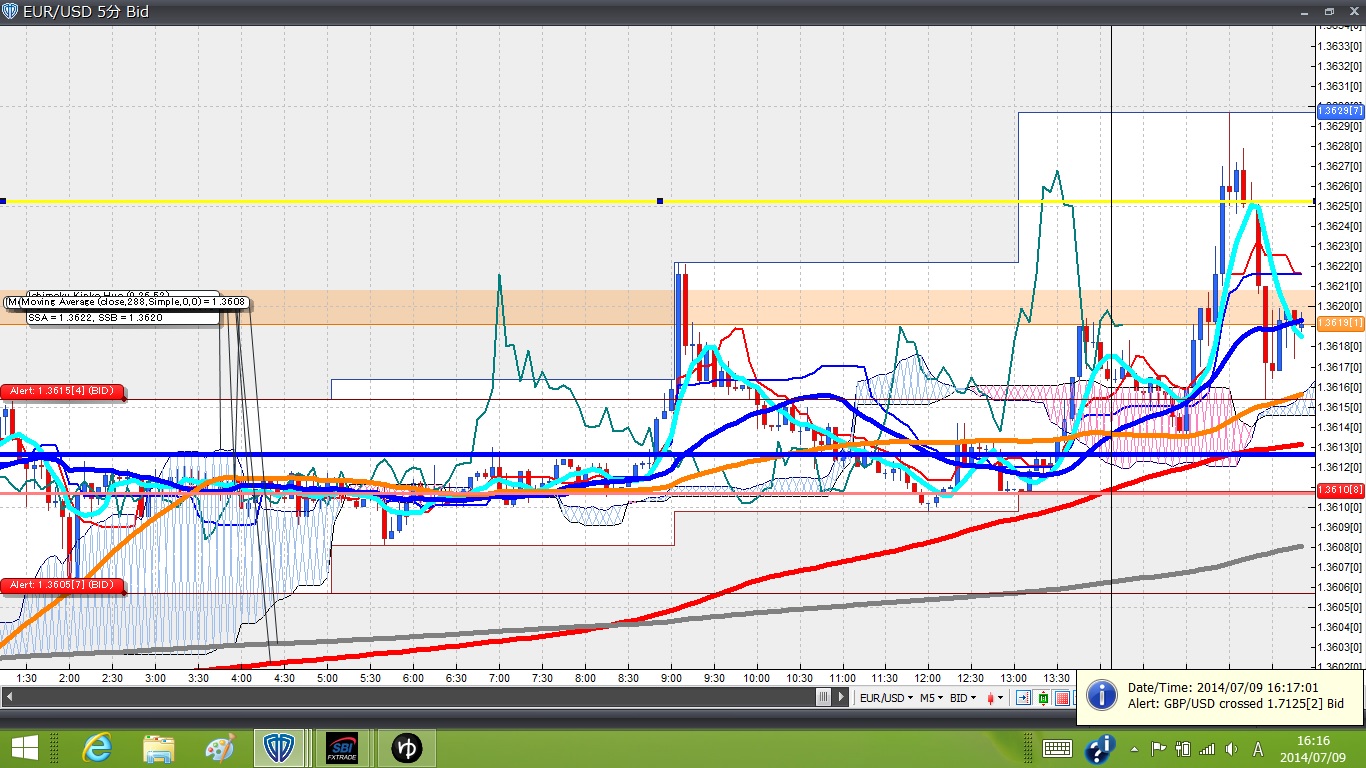 EUR/USD 5分 Bid
1.3634[0]
1.3633[0]
1.3632[0]
1.3631[0]
1.3629[7]
1.3629[0]
1.3628[0]
1.3627[0]
1.3626[0]
1.3625[0]
1.3624[0]
1.3623[0]
1.3622[0]
1.3621[0]
Ichimoku Kinko Hyo (9,26,52)
Moving Average (close,288,Simple,0,0) = 1.3608
1.3620[0]
SSA = 1.3622, SSB = 1.3620
1.3619[1]
1.3618[0]
1.3617[0]
Alert: 1.3615[4] (BID)
1.3616[0]
1.3615[0]
1.3614[0]
1.3613[0]
1.3612[0]
1.3610[8]
1.3610[0]
1.3609[0]
1.3608[0]
1.3607[0]
Alert: 1.3605[7] (BID)
1.3606[0]
1.3605[0]
1.3604[0]
1.3603[0]
1.3602[0]
1:30 2:00 2:30 3:00 3:30 4:00 4:30 5:00 5:30 6:00 6:30 7:00 7:30 8:00 8:30 9:00 9:30 10:00 10:30 11:00 11:30 12:00 12:30 13:00 13:30
EUR/USD M5 BID
Date/Time: 2014/07/09 16:17:01
Alert: GBP/USD crossed 1.7125[2] Bid
SBI
FXTRADE
ゆ
A
16:16
2014/07/09